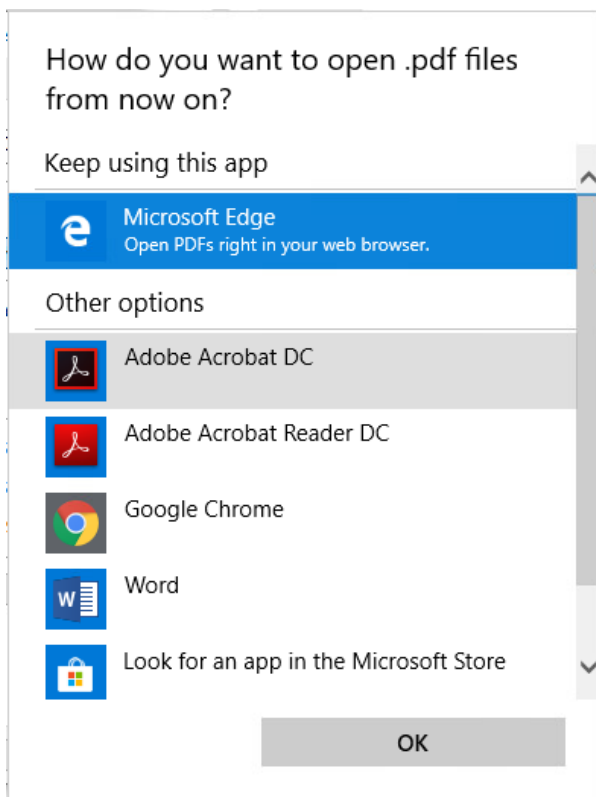 How do you want to open .pdf files
from now on?
Keep using this app
Microsoft Edge
Open PDFs right in your web browser.
Other options
Adobe Acrobat DC
Adobe Acrobat Reader DC
Google Chrome
Word
Look for an app in the Microsoft Store
OK